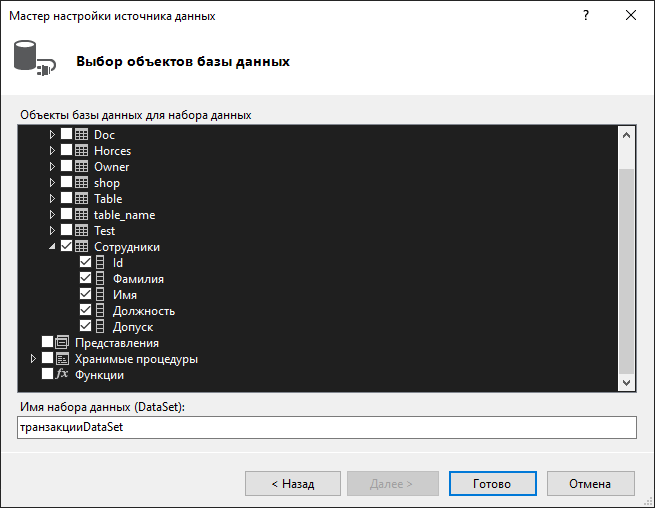 Мастер настройки источника данных
?
Выбор объектов базы данных
Объекты базы данных для набора данных
Doc
Horces
Owner
shop
Table
table_name
Test
Сотрудники
Id
Фамилия
Имя
Должность
Допуск
Представления
Хранимые процедуры
fx Функции
Имя набора данных (DataSet):
транзакцииDataSet
< Назад
Далее >
Готово
Отмена